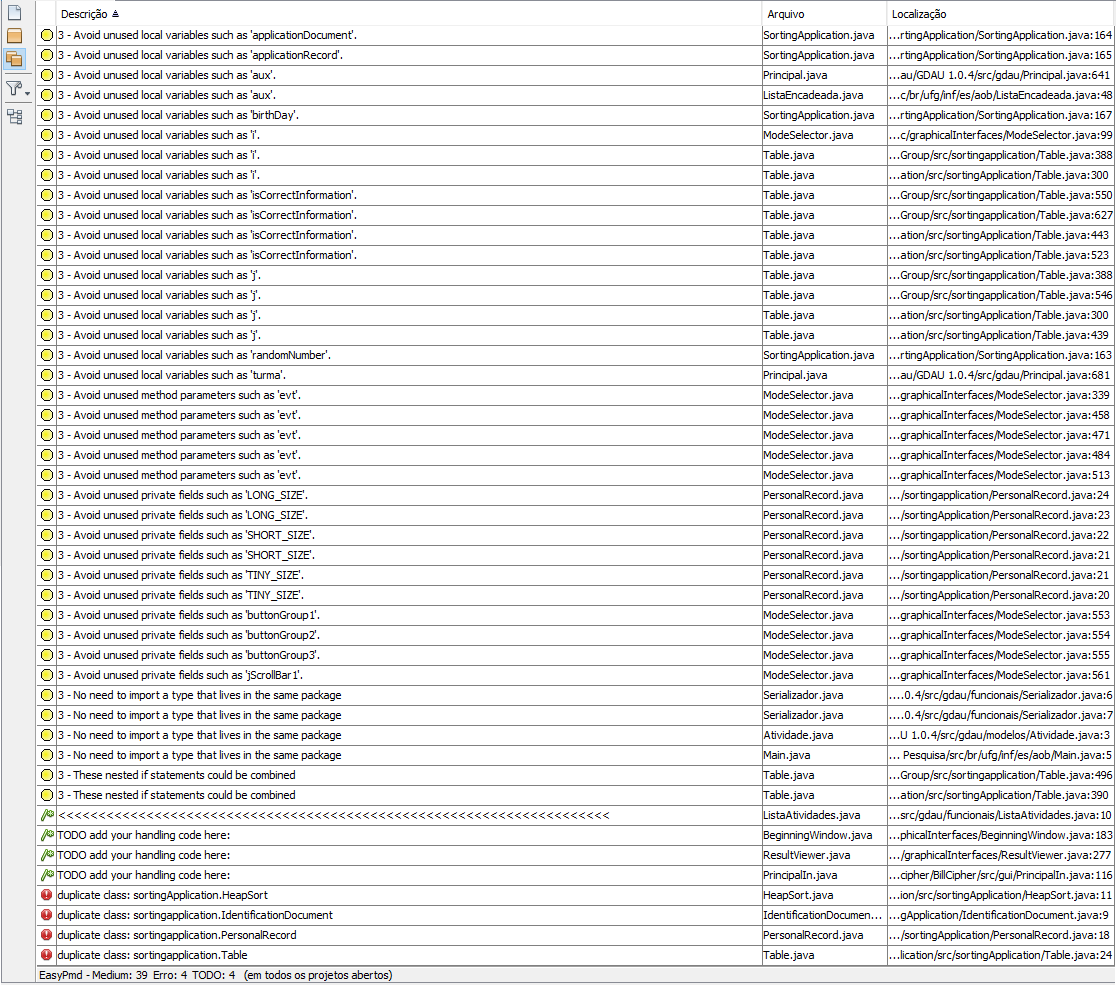 Descrição Arquivo Localização
3 - Avoid unused local variables such as 'applicationDocument'. SortingApplication.java ...rtingApplication/SortingApplication.java:164
3 - Avoid unused local variables such as 'applicationRecord'. SortingApplication.java ...rtingApplication/SortingApplication.java:165
3 - Avoid unused local variables such as 'aux'. Principal.java ...au/GDAU 1.0.4/src/gdau/Principal.java:641
3 - Avoid unused local variables such as 'aux'. ListaEncadeada.java ...c/br/ufg/inf/es/aob/ListaEncadeada.java:48
3 - Avoid unused local variables such as 'birthDay'. SortingApplication.java ...rtingApplication/SortingApplication.java:167
3 - Avoid unused local variables such as 'i'. ModeSelector.java ...c/graphicalInterfaces/ModeSelector.java:99
3 - Avoid unused local variables such as 'i'. Table.java ...Group/src/sortingapplication/Table.java:388
3 - Avoid unused local variables such as 'i'. Table.java ...ation/src/sortingApplication/Table.java:300
3 - Avoid unused local variables such as 'isCorrectInformation'. Table.java ...Group/src/sortingapplication/Table.java:550
3 - Avoid unused local variables such as 'isCorrectInformation'. Table.java ...Group/src/sortingapplication/Table.java:627
3 - Avoid unused local variables such as 'isCorrectInformation'. Table.java ...ation/src/sortingApplication/Table.java:443
3 - Avoid unused local variables such as 'isCorrectInformation'. Table.java ...ation/src/sortingApplication/Table.java:523
3 - Avoid unused local variables such as 'j'. Table.java ...Group/src/sortingapplication/Table.java:388
3 - Avoid unused local variables such as 'j'. Table.java ...Group/src/sortingapplication/Table.java:546
3 - Avoid unused local variables such as 'j'. Table.java ...ation/src/sortingApplication/Table.java:300
3 - Avoid unused local variables such as 'j'. Table.java ...ation/src/sortingApplication/Table.java:439
3 - Avoid unused local variables such as 'randomNumber'. SortingApplication.java ...rtingApplication/SortingApplication.java:163
3 - Avoid unused local variables such as 'turma'. Principal.java ...au/GDAU 1.0.4/src/gdau/Principal.java:681
3 - Avoid unused method parameters such as 'evt'. ModeSelector.java ...graphicalInterfaces/ModeSelector.java:339
3 - Avoid unused method parameters such as 'evt'. ModeSelector.java ...graphicalInterfaces/ModeSelector.java:458
3 - Avoid unused method parameters such as 'evt'. ModeSelector.java ...graphicalInterfaces/ModeSelector.java:471
3 - Avoid unused method parameters such as 'evt'. ModeSelector.java ...graphicalInterfaces/ModeSelector.java:484
3 - Avoid unused method parameters such as 'evt'. ModeSelector.java ...graphicalInterfaces/ModeSelector.java:513
3 - Avoid unused private fields such as 'LONG_SIZE'. PersonalRecord.java .../sortingapplication/PersonalRecord.java:24
3 - Avoid unused private fields such as 'LONG_SIZE'. PersonalRecord.java .../sortingApplication/PersonalRecord.java:23
3 - Avoid unused private fields such as 'SHORT_SIZE'. PersonalRecord.java .../sortingapplication/PersonalRecord.java:22
3 - Avoid unused private fields such as 'SHORT_SIZE'. PersonalRecord.java .../sortingApplication/PersonalRecord.java:21
3 - Avoid unused private fields such as 'TINY_SIZE'. PersonalRecord.java .../sortingapplication/PersonalRecord.java:21
3 - Avoid unused private fields such as 'TINY_SIZE'. PersonalRecord.java .../sortingApplication/PersonalRecord.java:20
3 - Avoid unused private fields such as 'buttonGroup1'. ModeSelector.java ...graphicalInterfaces/ModeSelector.java:553
3 - Avoid unused private fields such as 'buttonGroup2'. ModeSelector.java ...graphicalInterfaces/ModeSelector.java:554
3 - Avoid unused private fields such as 'buttonGroup3'. ModeSelector.java ...graphicalInterfaces/ModeSelector.java:555
3 - Avoid unused private fields such as 'jScrollBar1'. ModeSelector.java ...graphicalInterfaces/ModeSelector.java:561
3 - No need to import a type that lives in the same package Serializador.java ....0.4/src/gdau/funcionais/Serializador.java:6
3 - No need to import a type that lives in the same package Serializador.java ....0.4/src/gdau/funcionais/Serializador.java:7
3 - No need to import a type that lives in the same package Atividade.java ...U 1.0.4/src/gdau/modelos/Atividade.java:3
3 - No need to import a type that lives in the same package Main.java ... Pesquisa/src/br/ufg/inf/es/aob/Main.java:5
3 - These nested if statements could be combined Table.java ...Group/src/sortingapplication/Table.java:496
3 - These nested if statements could be combined Table.java ...ation/src/sortingApplication/Table.java:390
<<<<<<<<<<<<<<<<<<<<<<<<<<<<<<<<<<<<<<<<<<<<<<<<<<<<<<<<<<<<<<<<<<<<< ListaAtividades.java ...src/gdau/funcionais/ListaAtividades.java:10
TODO add your handling code here: BeginningWindow.java ...phicalInterfaces/BeginningWindow.java:183
TODO add your handling code here: ResultViewer.java .../graphicalInterfaces/ResultViewer.java:277
TODO add your handling code here: PrincipalIn.java ...cipher/BillCipher/src/gui/PrincipalIn.java:116
duplicate class: sortingApplication.HeapSort HeapSort.java ...ion/src/sortingApplication/HeapSort.java:11
duplicate class: sortingapplication.IdentificationDocument IdentificationDocumen... ...gApplication/IdentificationDocument.java:9
duplicate class: sortingapplication.PersonalRecord PersonalRecord.java .../sortingApplication/PersonalRecord.java:18
duplicate class: sortingapplication.Table Table.java ...lication/src/sortingApplication/Table.java:24
EasyPmd - Medium: 39 Erro: 4 TODO: 4 (em todos os projetos abertos)